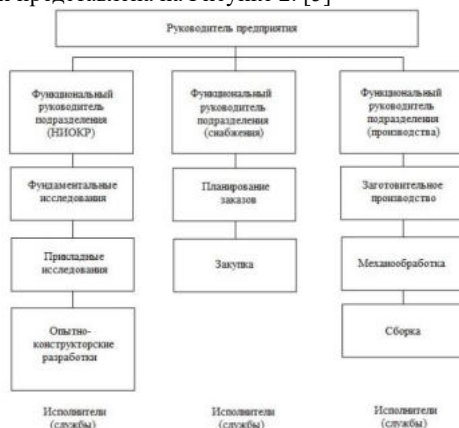 представлена на Рисунке 2. [3]
Руководитель предприятия
Функциональный
руководитель
подразделения
(НИОКР)
Функциональный
руководитель
подразделения
(снабжения)
Функциональный
руководитель
подразделения
(производства)
Фундаментальные
исследования
Планирование
заказов
Заготовительное
производство
Прикладные
исследования
Закупка
Механообработка
Опытно-
конструкторские
разработки
Сборка
Исполнители
(службы)
Исполнители
(службы)
Исполнители
(службы)